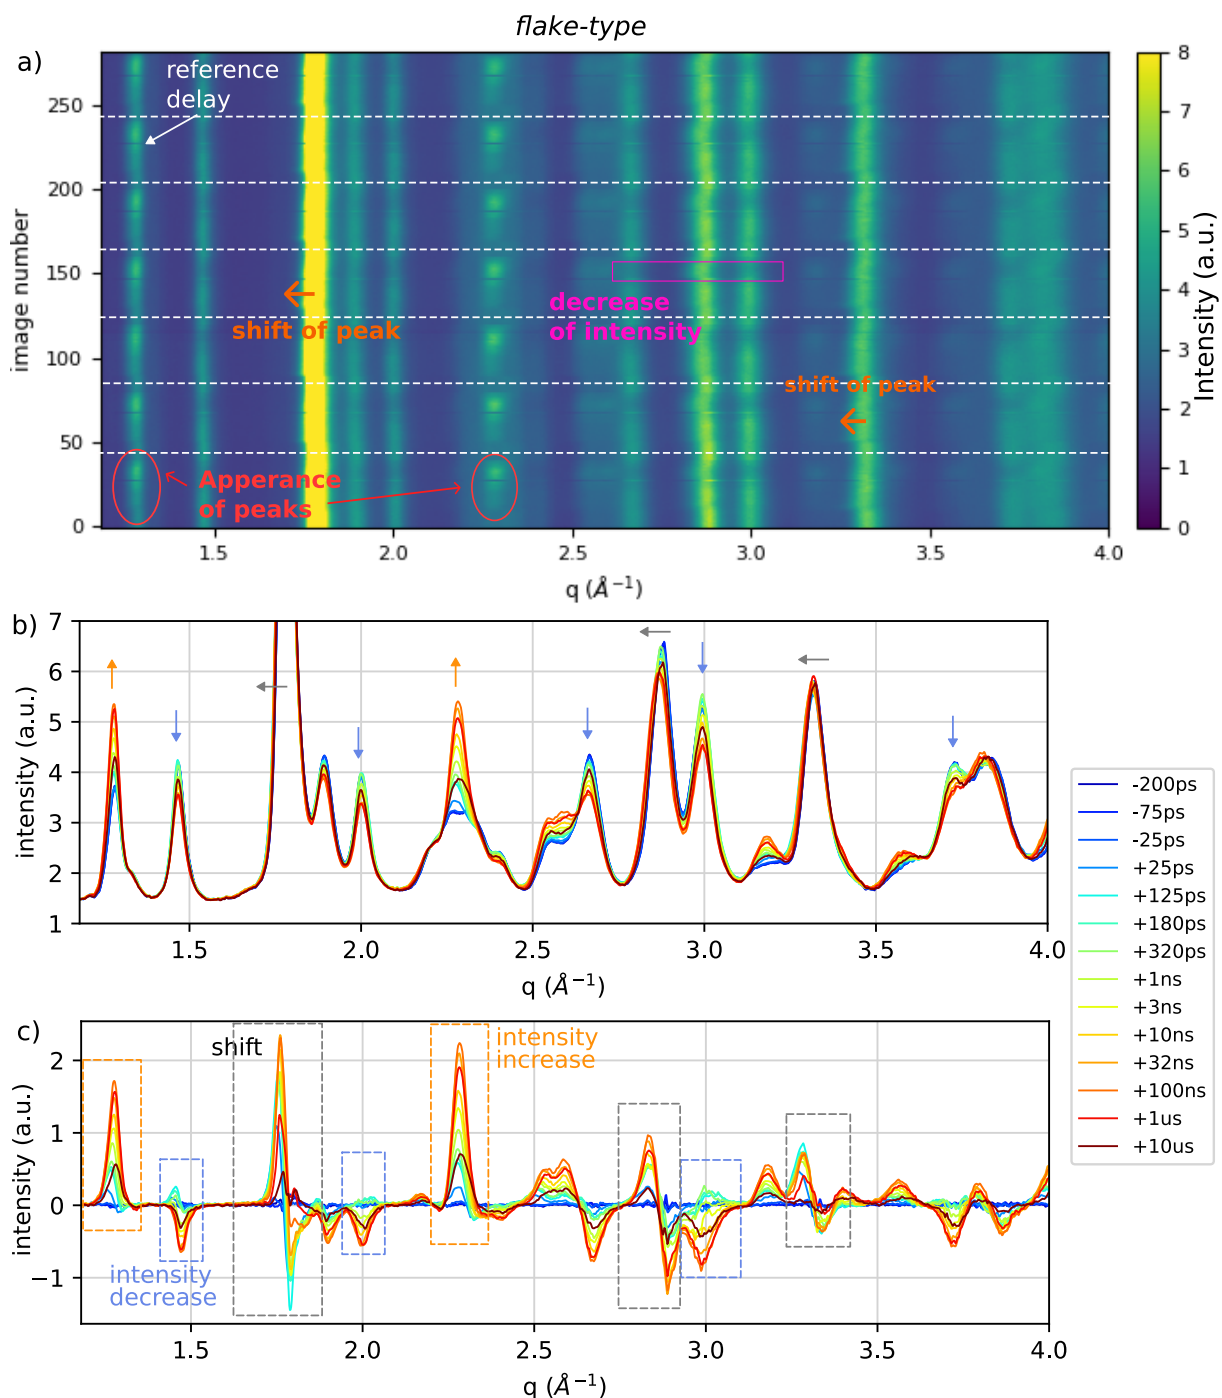 flake-type
a)
reference
delay
250
200
150
100
50
0
image number
shift of peak
decrease
of intensity
shift of peak
Apperance
of peaks
1.5
2.0
2.5
3.0
3.5
4.0
q (Å⁻¹)
8
7
6
5
4
3
2
1
0
Intensity (a.u.)
b)
7
6
5
4
3
2
1
intensity (a.u.)
1.5
2.0
2.5
3.0
3.5
4.0
q (Å⁻¹)
-200ps
-75ps
-25ps
+25ps
+125ps
+180ps
+320ps
+1ns
+3ns
+10ns
+32ns
+100ns
+1us
+10us
c)
shift
intensity
increase
intensity
decrease
2
1
0
−1
intensity (a.u.)
1.5
2.0
2.5
3.0
3.5
4.0
q (Å⁻¹)